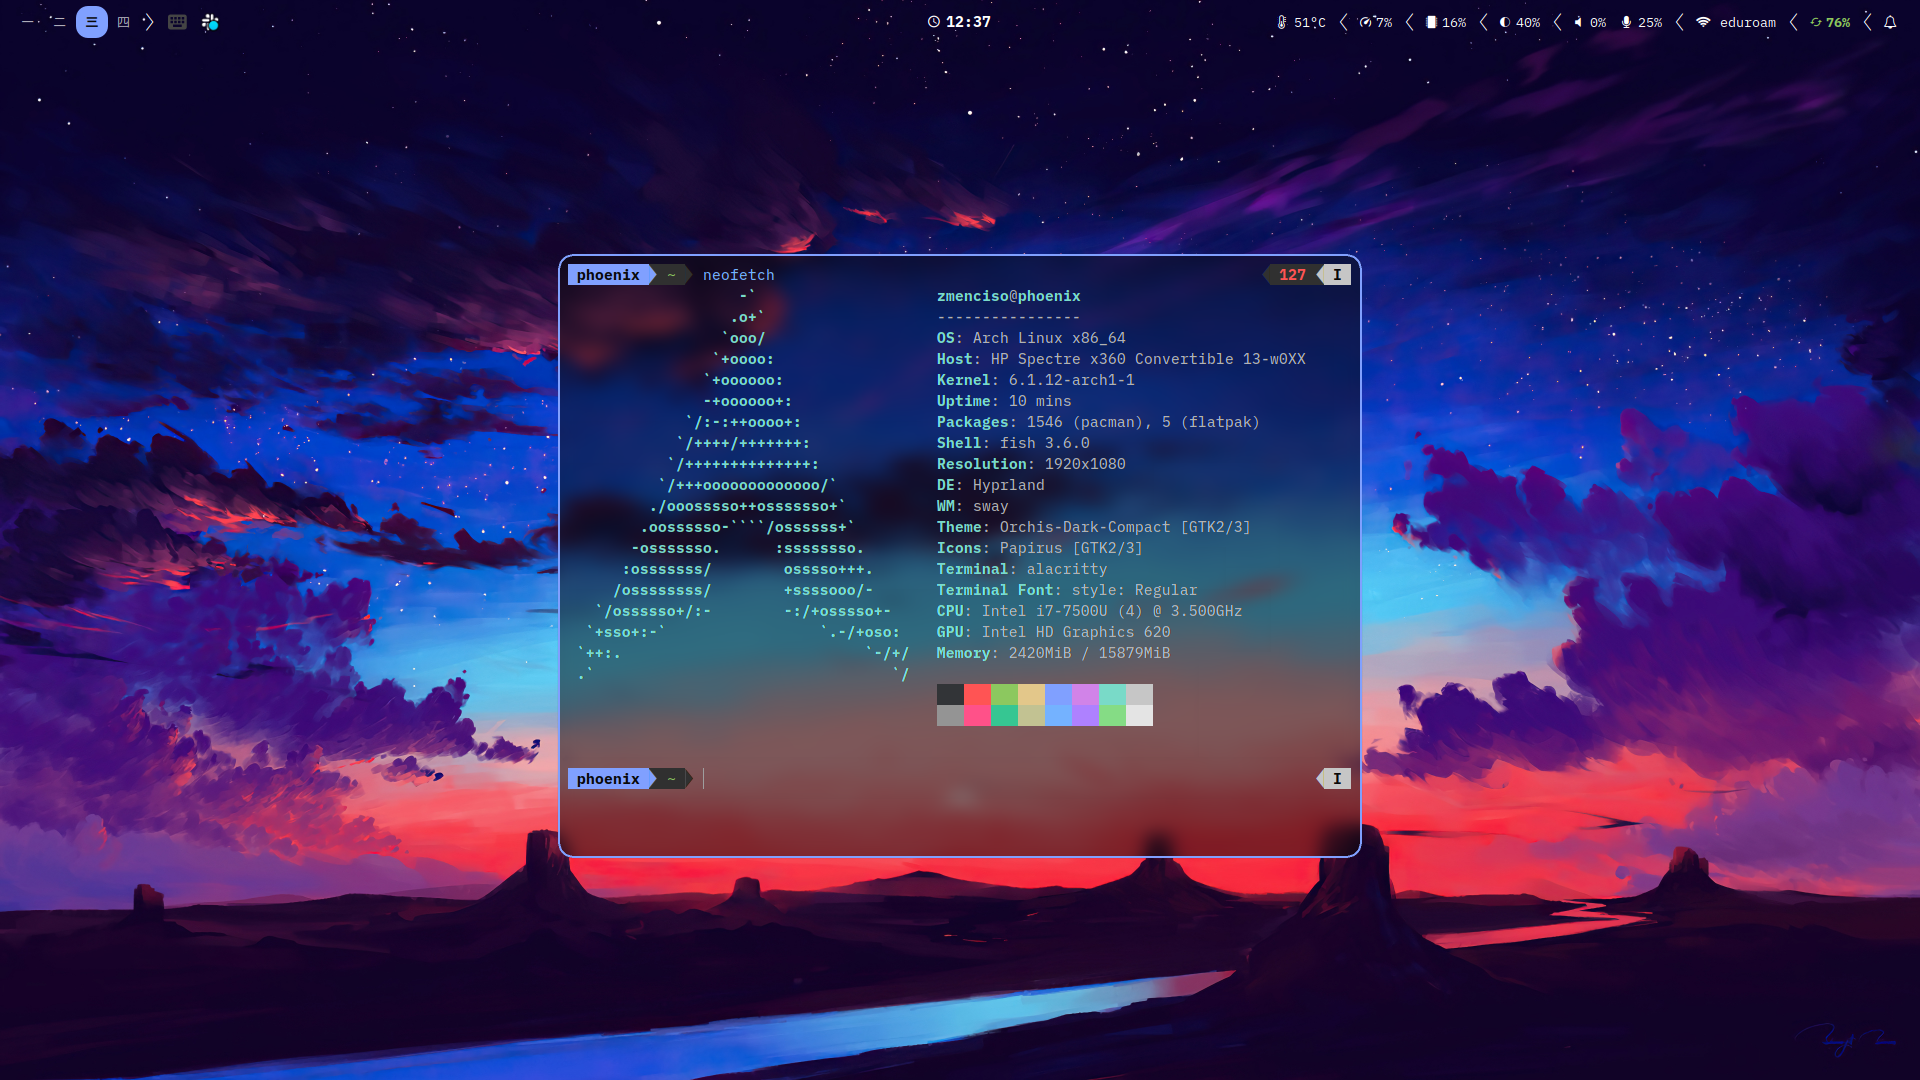 一 二 三 四
12:37
51°C 7% 16% 40% 0% 25% eduroam 76%
phoenix ~ neofetch 127 I
-`
.o+`
`ooo/
`+oooo:
`+oooooo:
-+oooooo+:
`/:-:++oooo+:
`/++++/+++++++:
`/++++++++++++++:
`/+++ooooooooooooo/`
./ooosssso++osssssso+`
.oossssso-````/ossssss+`
-osssssso. :ssssssso.
:osssssss/ osssso+++.
/ossssssss/ +ssssooo/-
`/ossssso+/:- -:/+osssso+-
`+sso+:-` `.-/+oso:
`++:. `-/+/
.` `/
zmenciso@phoenix
----------------
OS: Arch Linux x86_64
Host: HP Spectre x360 Convertible 13-w0XX
Kernel: 6.1.12-arch1-1
Uptime: 10 mins
Packages: 1546 (pacman), 5 (flatpak)
Shell: fish 3.6.0
Resolution: 1920x1080
DE: Hyprland
WM: sway
Theme: Orchis-Dark-Compact [GTK2/3]
Icons: Papirus [GTK2/3]
Terminal: alacritty
Terminal Font: style: Regular
CPU: Intel i7-7500U (4) @ 3.500GHz
GPU: Intel HD Graphics 620
Memory: 2420MiB / 15879MiB
phoenix ~ I